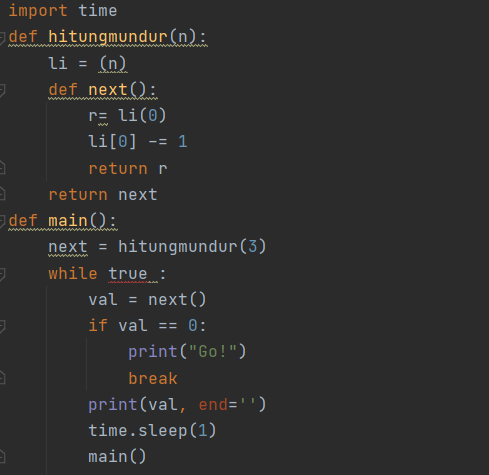 import time
def hitungmundur(n):
    li = (n)
    def next():
        r= li(0)
        li[0] -= 1
        return r
    return next
def main():
    next = hitungmundur(3)
    while true :
        val = next()
        if val == 0:
            print("Go!")
            break
        print(val, end='')
        time.sleep(1)
        main()